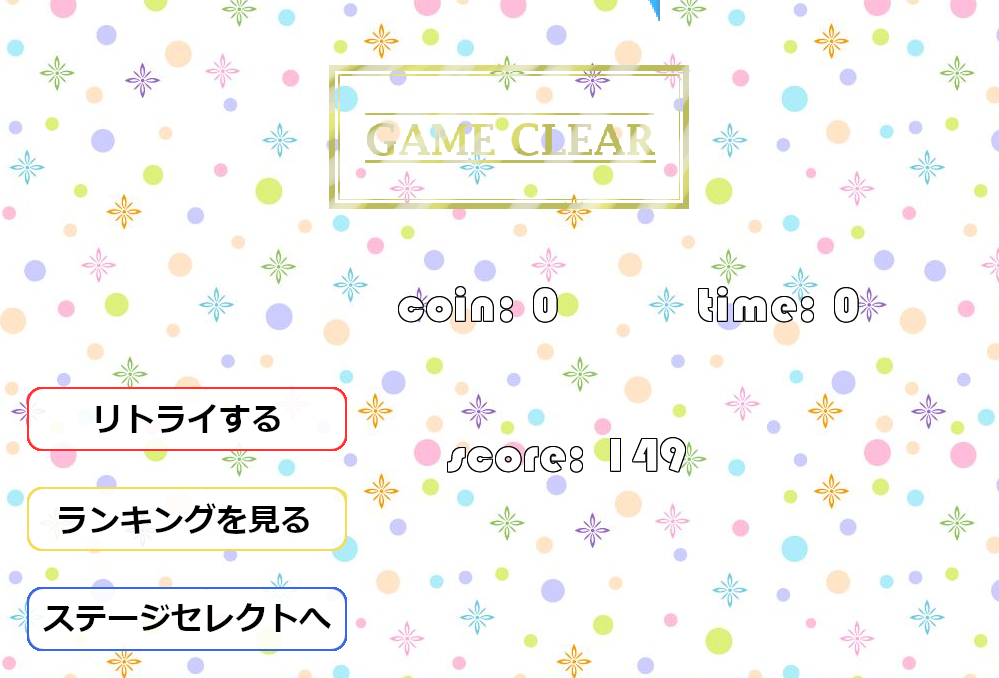 GAME CLEAR
coin: 0
time: 0
score: 149
リトライする
ランキングを見る
ステージセレクトへ